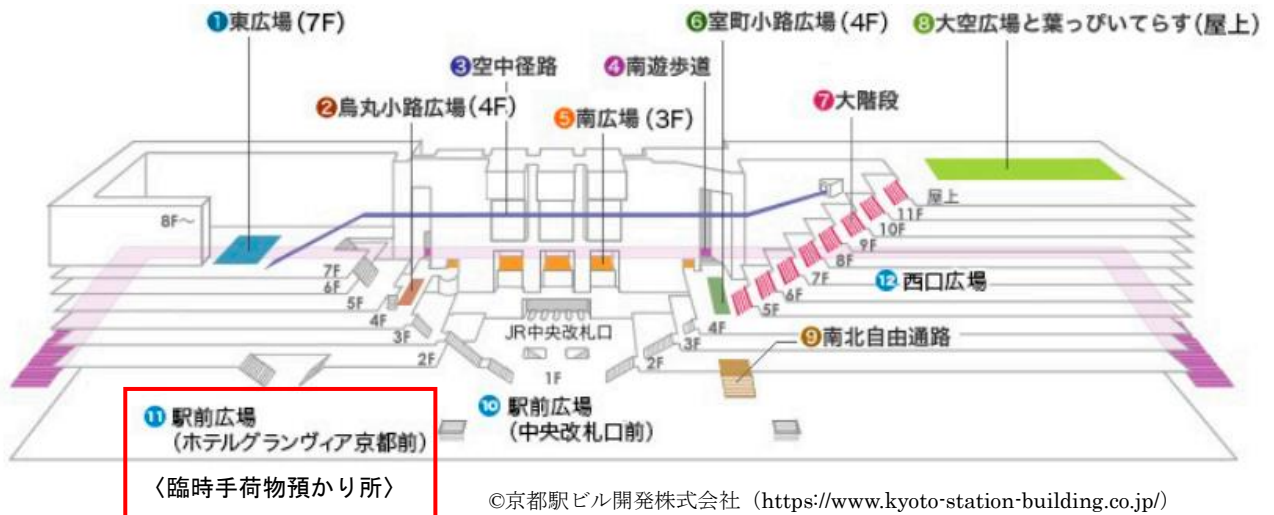 ❶東広場(7F)
❻室町小路広場(4F)
❽大空広場と葉っぴいてらす(屋上)
❸空中径路
❹南遊歩道
❷烏丸小路広場(4F)
❺南広場(3F)
❼大階段
8F〜
7F
6F
5F
4F
3F
2F
屋上
11F
10F
9F
8F
7F
6F
5F
4F
3F
2F
⓬西口広場
JR中央改札口
1F
❾南北自由通路
⓫駅前広場
(ホテルグランヴィア京都前)
〈臨時手荷物預かり所〉
❿駅前広場
(中央改札口前)
©京都駅ビル開発株式会社(https://www.kyoto-station-building.co.jp/)